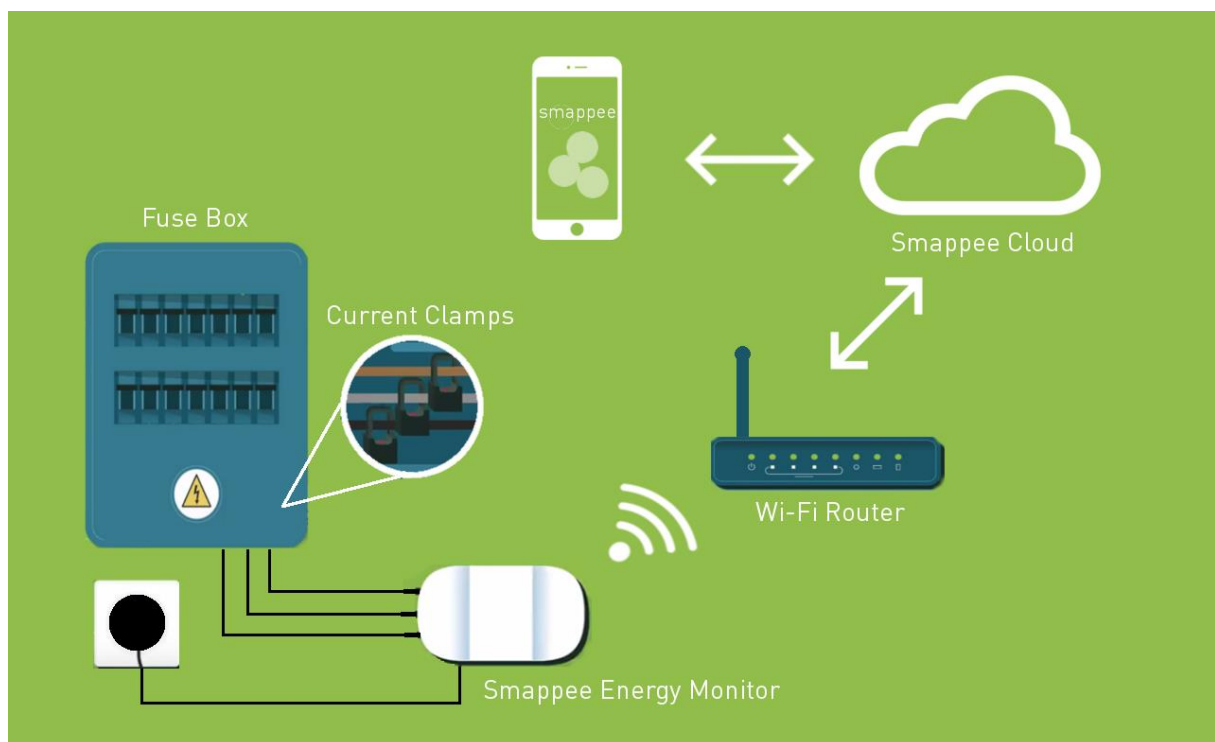 smappee
Fuse Box
Smappee Cloud
Current Clamps
Wi-Fi Router
Smappee Energy Monitor